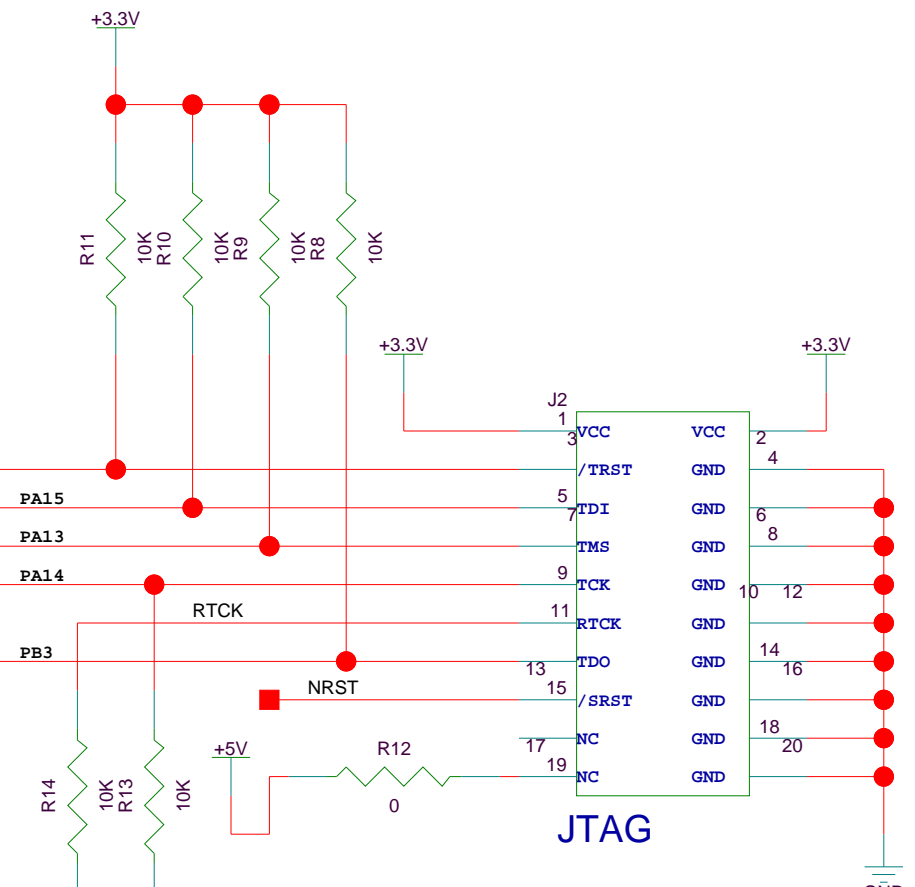 +3.3V
R11
10K
R10
10K
R9
10K
R8
10K
+3.3V
+3.3V
J2
1
VCC
VCC
2
3
/TRST
GND
4
PA15
5
TDI
GND
6
PA13
7
TMS
GND
8
PA14
9
TCK
GND
10
12
RTCK
11
RTCK
GND
PB3
13
TDO
GND
14
16
NRST
15
/SRST
GND
17
NC
GND
18
20
+5V
R12
0
19
NC
GND
R14
10K
R13
10K
JTAG
GND